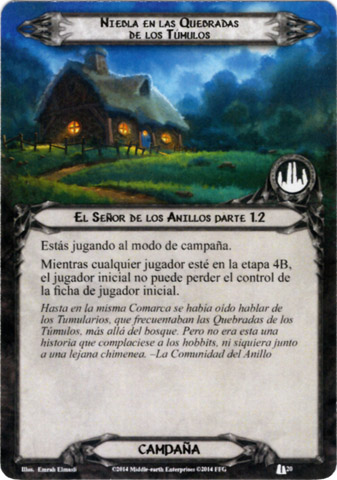 Niebla en las Quebradas
de los Túmulos
El Señor de los Anillos parte 1.2
Estás jugando al modo de campaña.
Mientras cualquier jugador esté en la etapa 4B,
el jugador inicial no puede perder el control de
la ficha de jugador inicial.
Hasta en la misma Comarca se había oído hablar de
los Tumularios, que frecuentaban las Quebradas de los
Túmulos, más allá del bosque. Pero no era esta una
historia que complaciese a los hobbits, ni siquiera junto
a una lejana chimenea. –La Comunidad del Anillo
CAMPAÑA
Illus. Emrah Elmasli
©2014 Middle-earth Enterprises ©2014 FFG
20